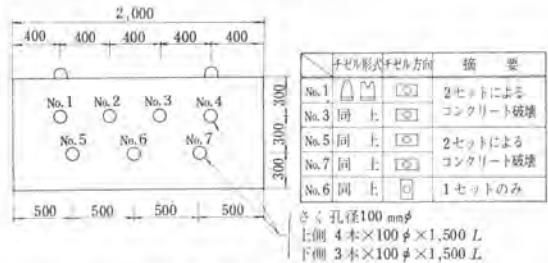 2,000
400 400 400 400 400
No.1 No.2 No.3 No.4
No.5 No.6 No.7
300
300
300
500 500 500 500
チゼル形式 チゼル方向 摘要
No.1 2セットによる
コンクリート破壊
No.3 同上
No.5 同上 2セットによる
コンクリート破壊
No.7 同上
No.6 同上 1セットのみ
さく孔径100 mmφ
上側 4本×100φ×1,500 L
下側 3本×100φ×1,500 L